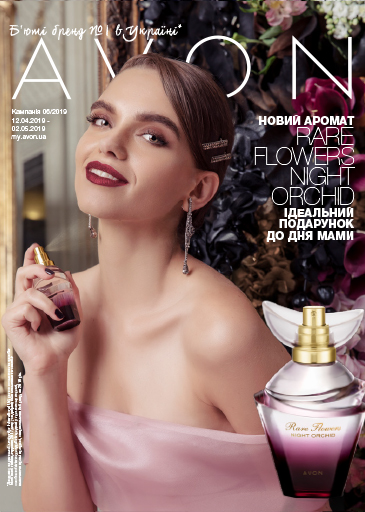 Б'юті бренд №1 в Україні*
AVON
Кампанія 06/2019
12.04.2019 -
02.05.2019
my.avon.ua
НОВИЙ АРОМАТ
RARE
FLOWERS
NIGHT
ORCHID
ІДЕАЛЬНИЙ
ПОДАРУНОК
ДО ДНЯ МАМИ
Rare Flowers
NIGHT ORCHID
AVON